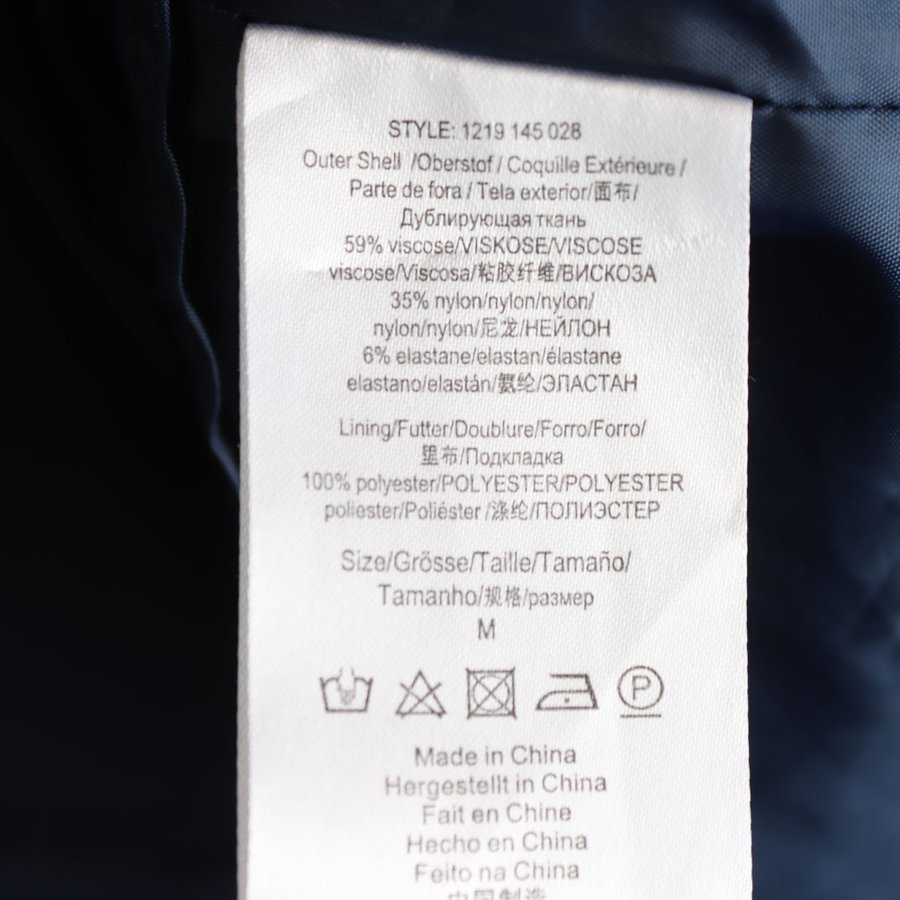 STYLE: 1219 145 028
Outer Shell /Oberstof / Coquille Extérieure /
Parte de fora / Tela exterior/面布/
Дублирующая ткань
59% viscose/VISKOSE/VISCOSE
viscose/Viscosa/粘胶纤维/ВИСКОЗА
35% nylon/nylon/nylon/
nylon/nylon/尼龙/НЕЙЛОН
6% elastane/elastan/élastane
elastano/elastán/氨纶/ЭЛАСТАН
Lining/Futter/Doublure/Forro/Forro/
里布/Подкладка
100% polyester/POLYESTER/POLYESTER
poliester/Poliéster /涤纶/ПОЛИЭСТЕР
Size/Grösse/Taille/Tamaño/
Tamanho/规格/размер
M
P
Made in China
Hergestellt in China
Fait en Chine
Hecho en China
Feito na China
中国制造